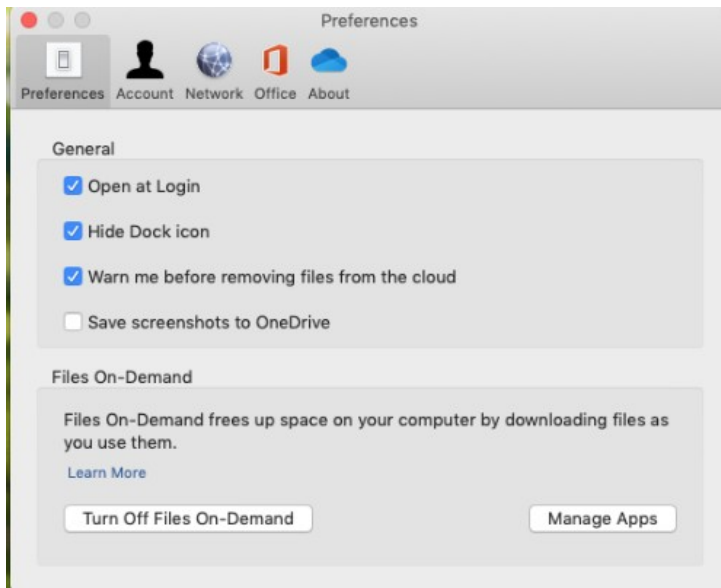 Preferences
Preferences Account Network Office About
General
Open at Login
Hide Dock icon
Warn me before removing files from the cloud
Save screenshots to OneDrive
Files On-Demand
Files On-Demand frees up space on your computer by downloading files as
you use them.
Learn More
Turn Off Files On-Demand Manage Apps